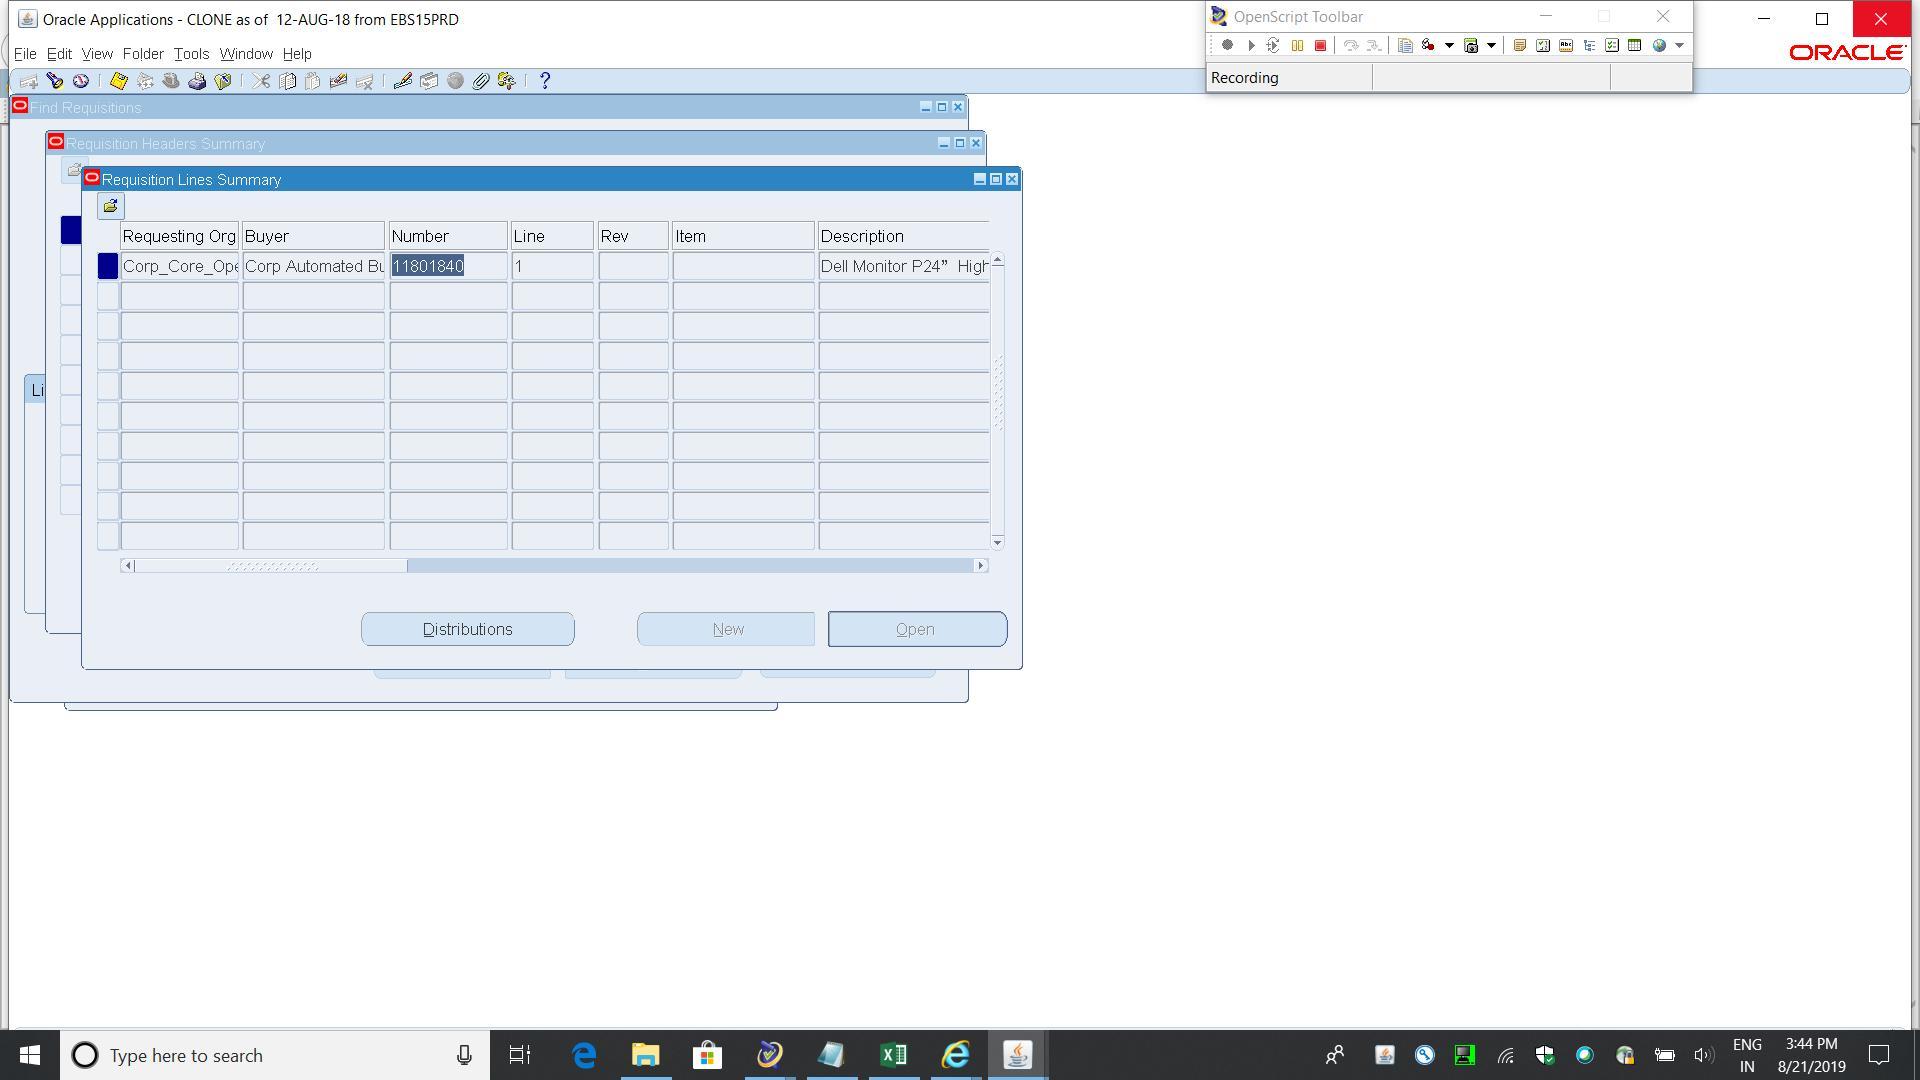 Oracle Applications - CLONE as of  12-AUG-18 from EBS15PRD
OpenScript Toolbar
File Edit View Folder Tools Window Help
ORACLE
Recording
Find Requisitions
Requisition Headers Summary
Requisition Lines Summary
Requesting Org Buyer Number Line Rev Item Description
Corp_Core_Ope Corp Automated Bu 11801840 1 Dell Monitor P24”  High
Li
Distributions New Open
Type here to search
ENG
IN
3:44 PM
8/21/2019